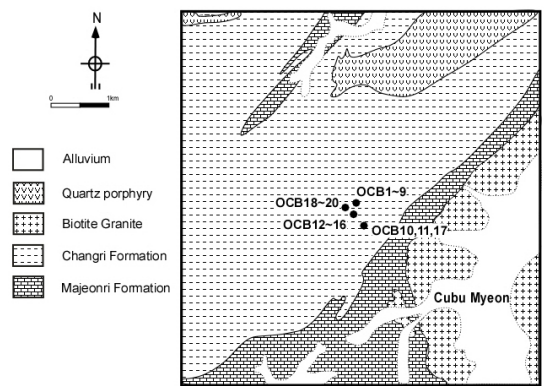 N
0 1km
Alluvium
Quartz porphyry
Biotite Granite
Changri Formation
Majeonri Formation
OCB1~9
OCB18~20
OCB12~16
OCB10,11,17
Cubu Myeon